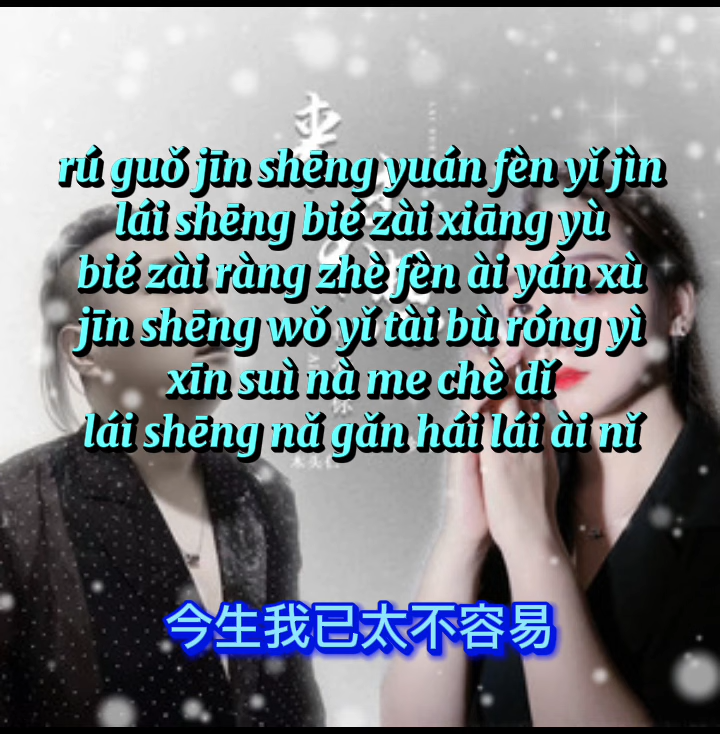 rú guǒ jīn shēng yuán fèn yǐ jìn
lái shēng bié zài xiāng yù
bié zài ràng zhè fèn ài yán xù
jīn shēng wǒ yǐ tài bù róng yì
xīn suì nà me chè dǐ
lái shēng nǎ gǎn hái lái ài nǐ
今生我已太不容易